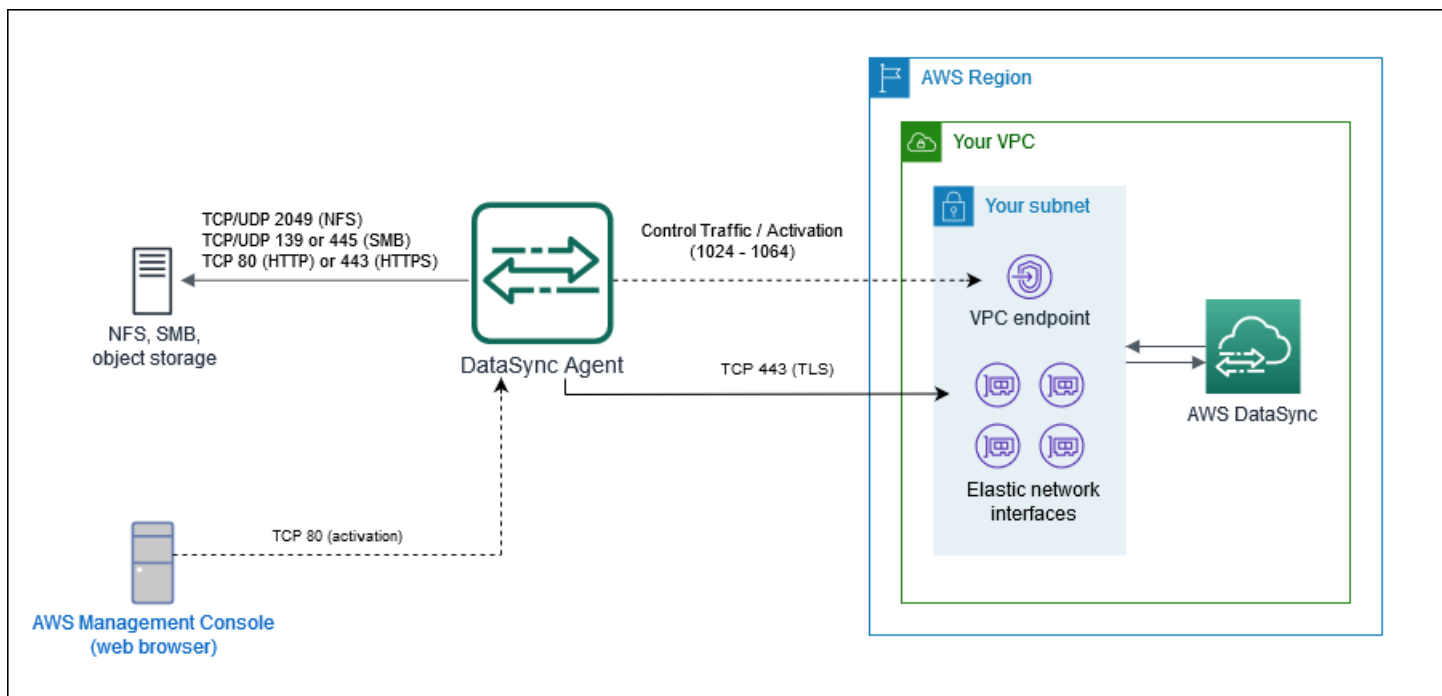 AWS Region
Your VPC
Your subnet
TCP/UDP 2049 (NFS)
TCP/UDP 139 or 445 (SMB)
TCP 80 (HTTP) or 443 (HTTPS)
Control Traffic / Activation
(1024 - 1064)
VPC endpoint
NFS, SMB,
object storage
DataSync Agent
TCP 443 (TLS)
AWS DataSync
Elastic network
interfaces
TCP 80 (activation)
AWS Management Console
(web browser)